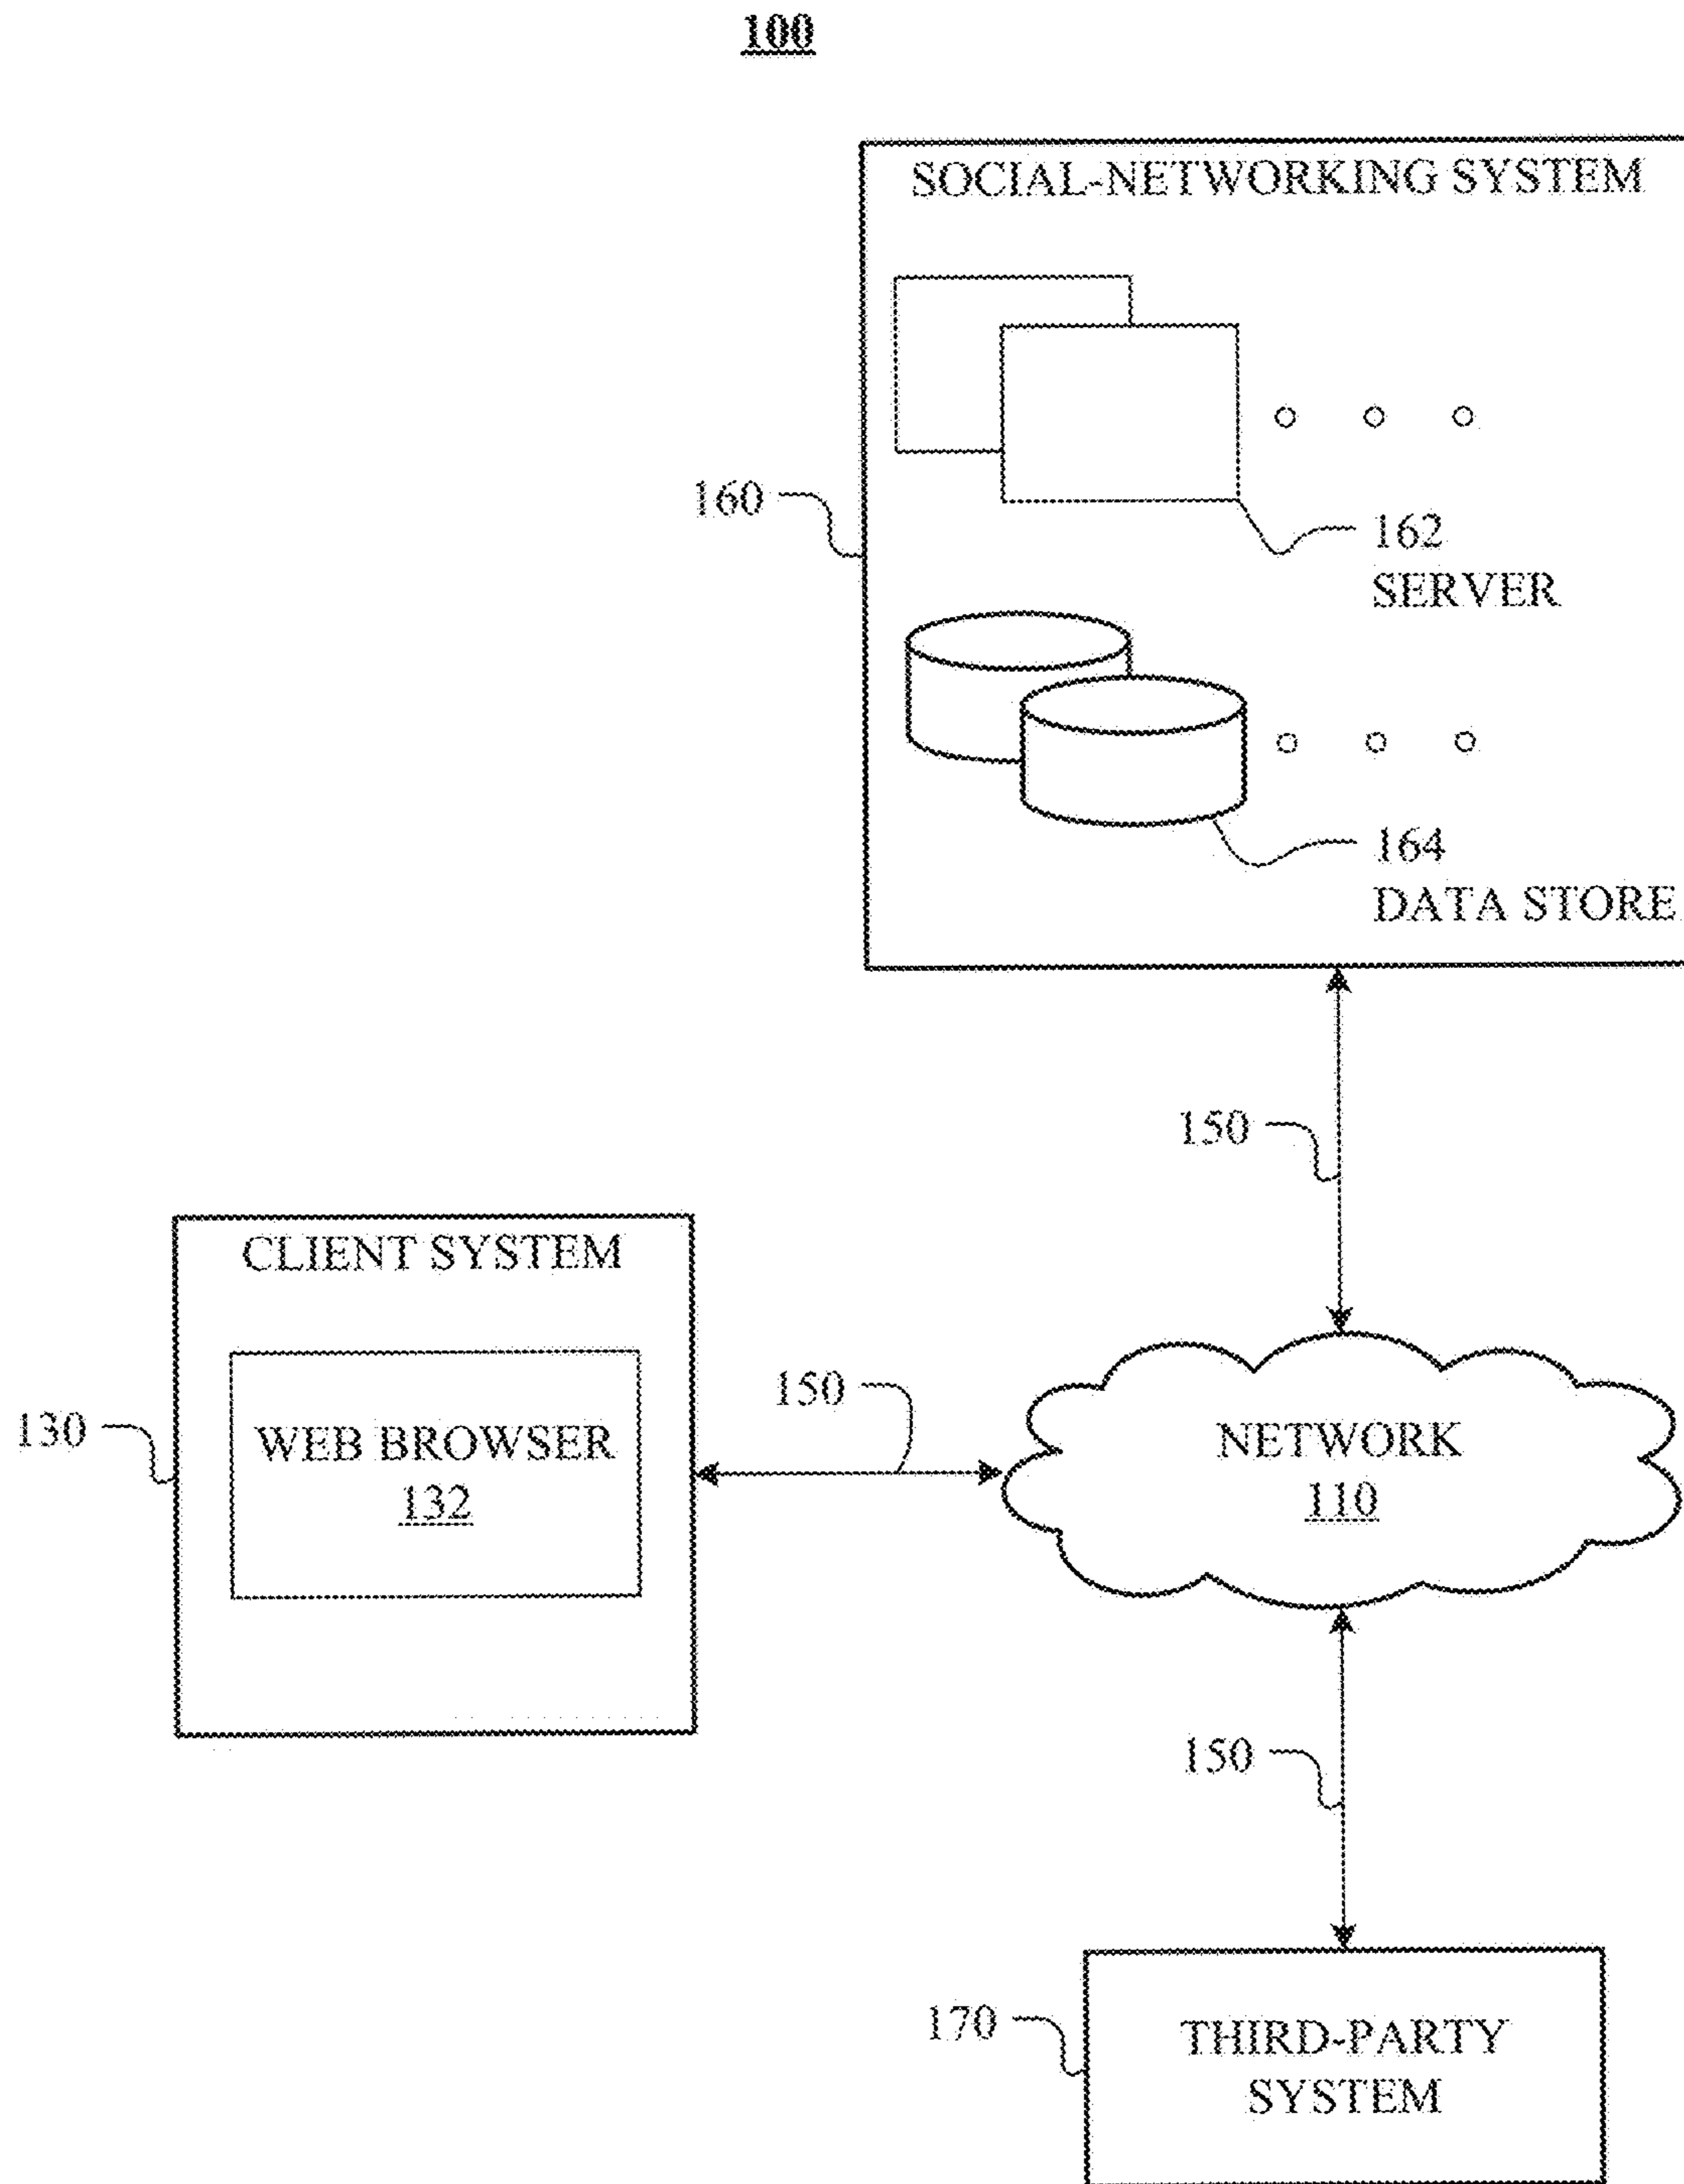 100
SOCIAL-NETWORKING SYSTEM
160
162
SERVER
164
DATA STORE
150
CLIENT SYSTEM
130
WEB BROWSER
132
150
NETWORK
110
150
170
THIRD-PARTY
SYSTEM